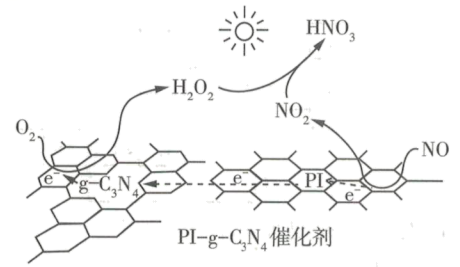 HNO₃
H₂O₂
NO₂
O₂
NO
e⁻
g-C₃N₄
e⁻
PI
e⁻
PI-g-C₃N₄催化剂